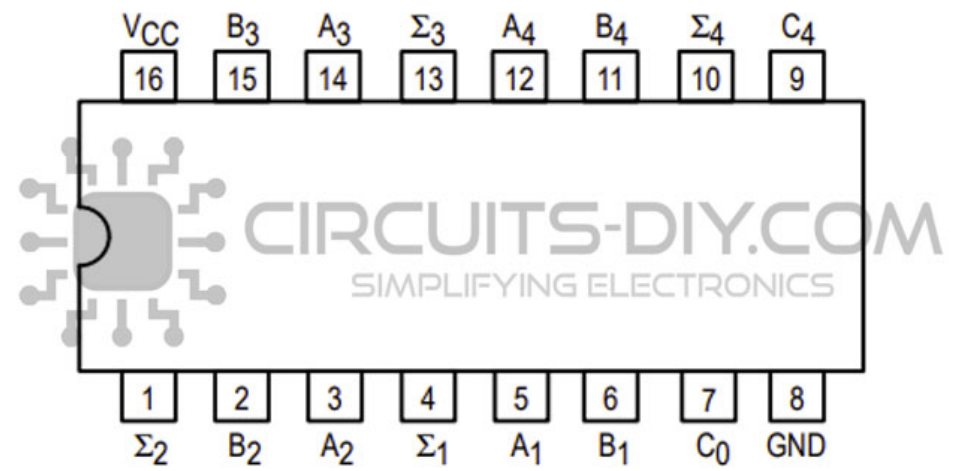 VCC B3 A3 Σ3 A4 B4 Σ4 C4
16 15 14 13 12 11 10 9
CIRCUITS-DIY.COM
SIMPLIFYING ELECTRONICS
1 2 3 4 5 6 7 8
Σ2 B2 A2 Σ1 A1 B1 C0 GND